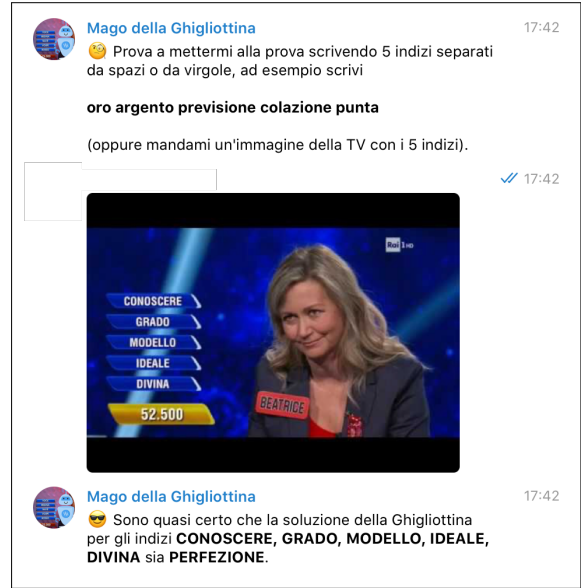 Mago della Ghigliottina 17:42
🧐 Prova a mettermi alla prova scrivendo 5 indizi separati
da spazi o da virgole, ad esempio scrivi
oro argento previsione colazione punta
(oppure mandami un'immagine della TV con i 5 indizi).
17:42
Rai 1 HD
CONOSCERE
GRADO
MODELLO
IDEALE
DIVINA
52.500
BEATRICE
Mago della Ghigliottina 17:42
😎 Sono quasi certo che la soluzione della Ghigliottina
per gli indizi CONOSCERE, GRADO, MODELLO, IDEALE,
DIVINA sia PERFEZIONE.